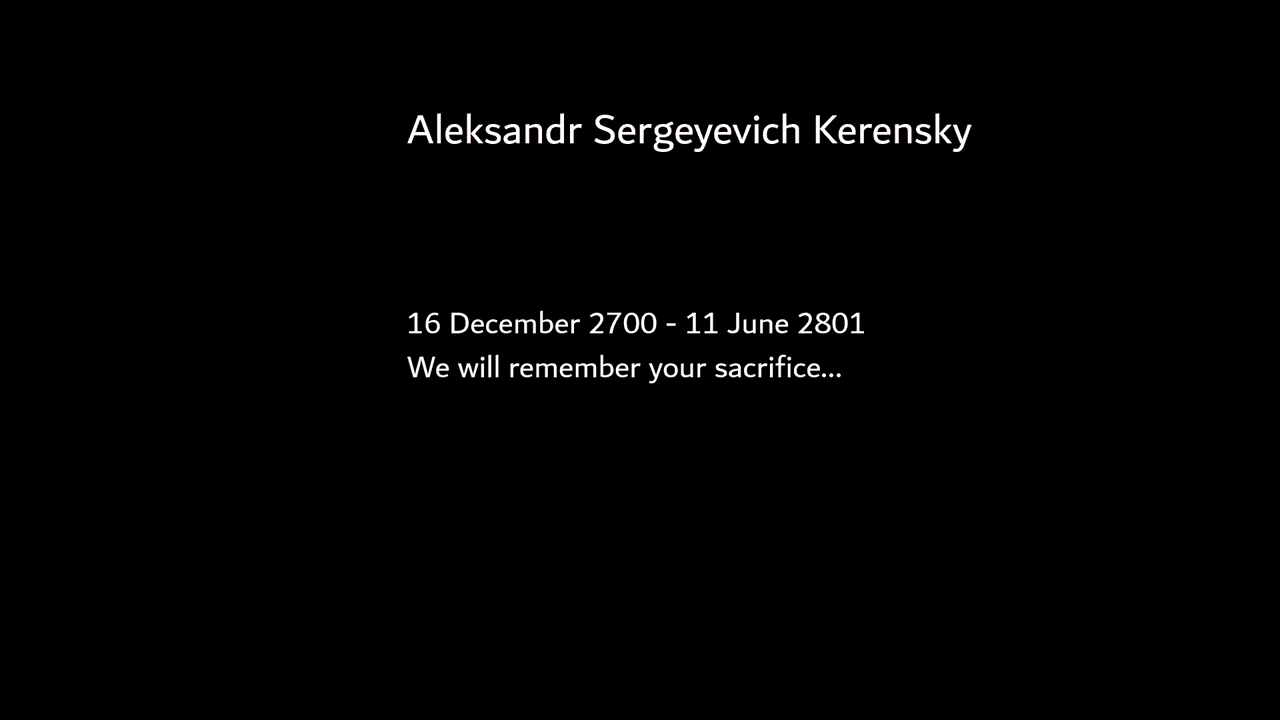 Aleksandr Sergeyevich Kerensky
16 December 2700 - 11 June 2801
We will remember your sacrifice...